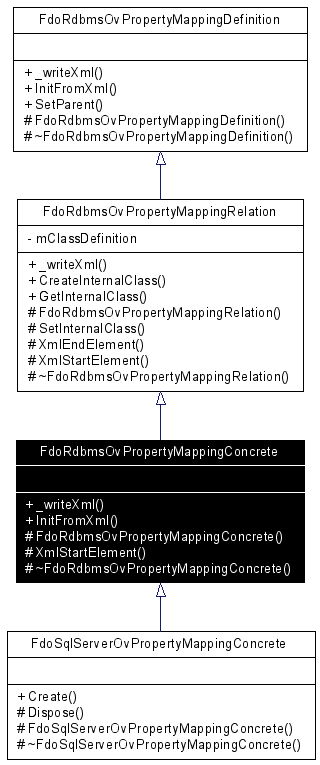 FdoRdbmsOvPropertyMappingDefinition
+ _writeXml()
+ InitFromXml()
+ SetParent()
# FdoRdbmsOvPropertyMappingDefinition()
# ~FdoRdbmsOvPropertyMappingDefinition()
FdoRdbmsOvPropertyMappingRelation
- mClassDefinition
+ _writeXml()
+ CreateInternalClass()
+ GetInternalClass()
# FdoRdbmsOvPropertyMappingRelation()
# SetInternalClass()
# XmlEndElement()
# XmlStartElement()
# ~FdoRdbmsOvPropertyMappingRelation()
FdoRdbmsOvPropertyMappingConcrete
+ _writeXml()
+ InitFromXml()
# FdoRdbmsOvPropertyMappingConcrete()
# XmlStartElement()
# ~FdoRdbmsOvPropertyMappingConcrete()
FdoSqlServerOvPropertyMappingConcrete
+ Create()
# Dispose()
# FdoSqlServerOvPropertyMappingConcrete()
# ~FdoSqlServerOvPropertyMappingConcrete()